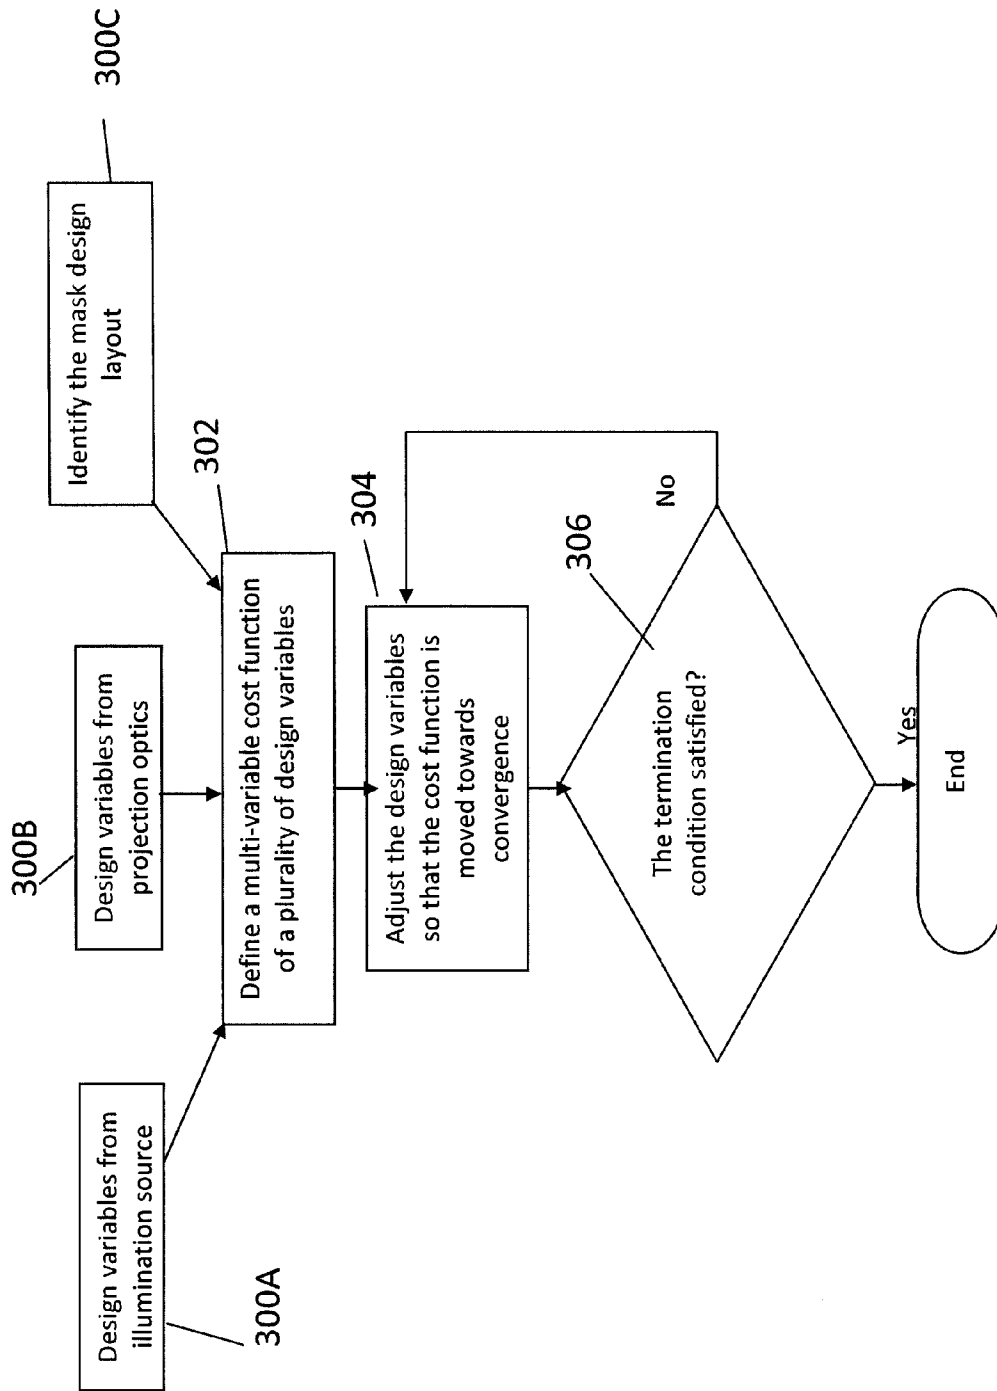 300A
Design variables from
illumination source
300B
Design variables from
projection optics
300C
Identify the mask design
layout
302
Define a multi-variable cost function
of a plurality of design variables
304
Adjust the design variables
so that the cost function is
moved towards
convergence
306
The termination
condition satisfied?
No
Yes
End